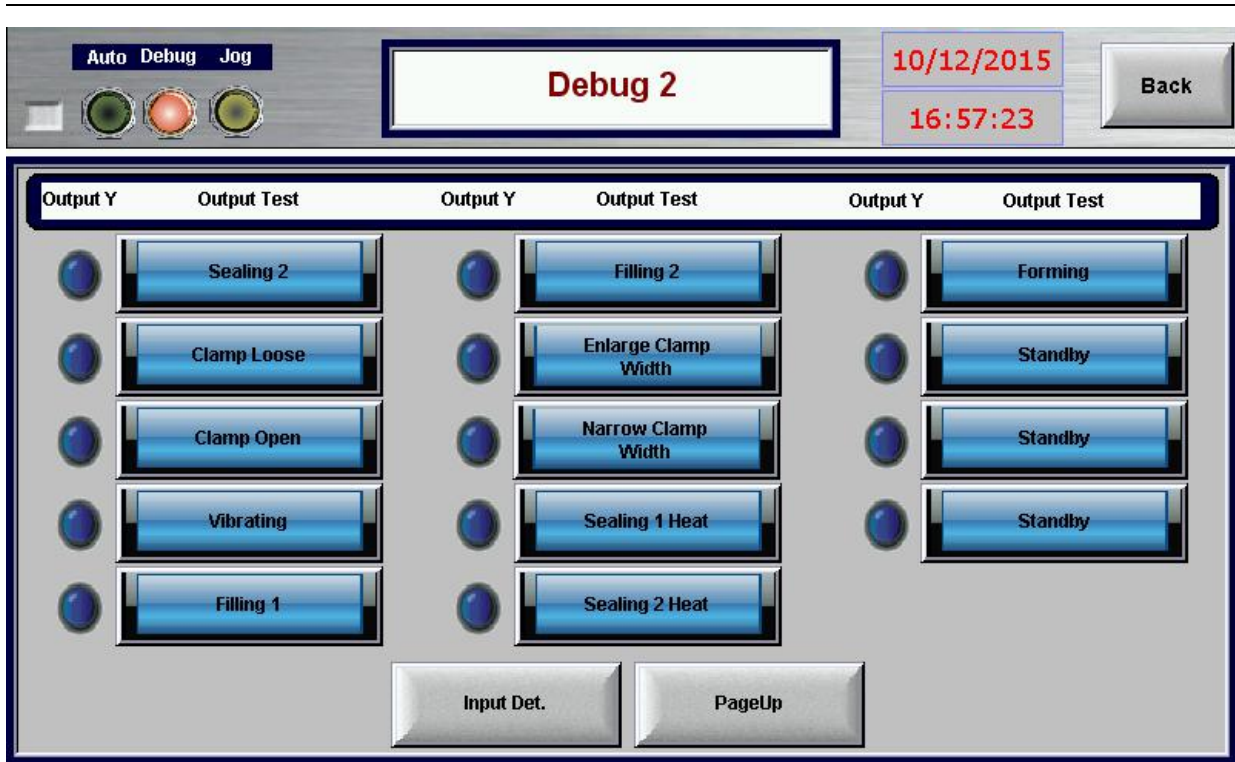 Auto Debug Jog
Debug 2
10/12/2015
16:57:23
Back
Output Y Output Test Output Y Output Test Output Y Output Test
Sealing 2 Filling 2 Forming
Clamp Loose Enlarge Clamp Standby
Width
Clamp Open Narrow Clamp Standby
Width
Vibrating Sealing 1 Heat Standby
Filling 1 Sealing 2 Heat
Input Det. PageUp